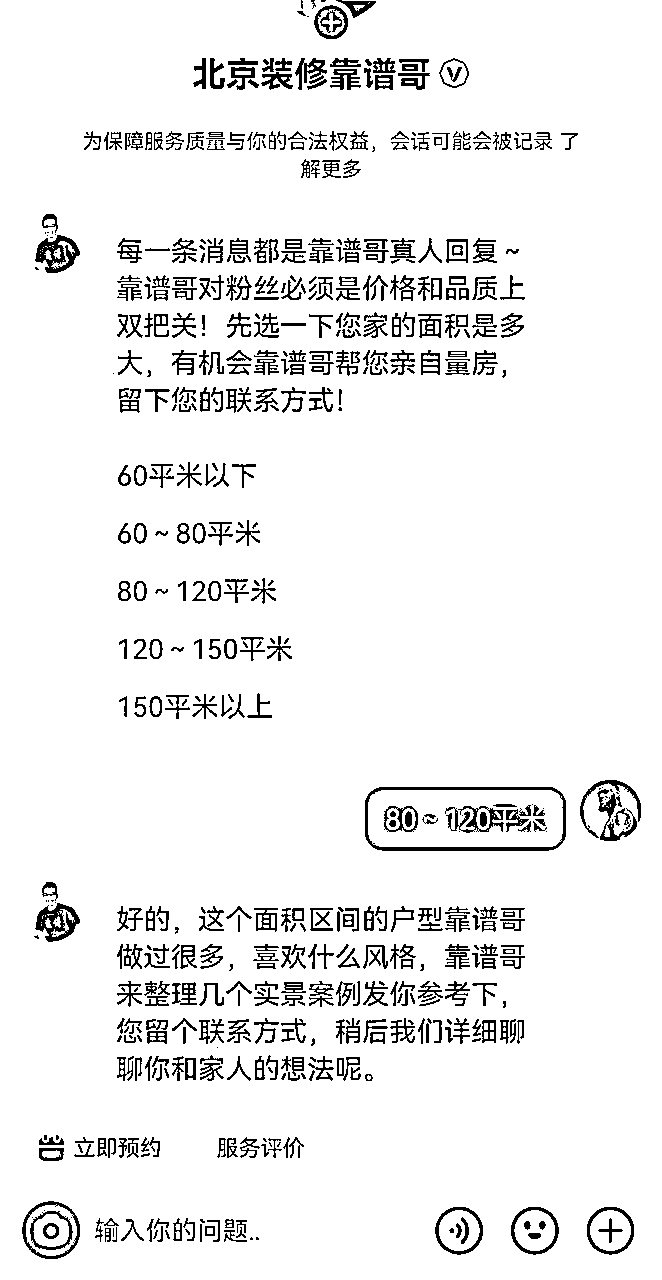 北京装修靠谱哥
为保障服务质量与你的合法权益，会话可能会被记录 了
解更多
每一条消息都是靠谱哥真人回复~
靠谱哥对粉丝必须是价格和品质上
双把关！先选一下您家的面积是多
大，有机会靠谱哥帮您亲自量房，
留下您的联系方式！
60平米以下
60~80平米
80~120平米
120~150平米
150平米以上
80~120平米
好的，这个面积区间的户型靠谱哥
做过很多，喜欢什么风格，靠谱哥
来整理几个实景案例发你参考下，
您留个联系方式，稍后我们详细聊
聊你和家人的想法呢。
立即预约 服务评价
输入你的问题..